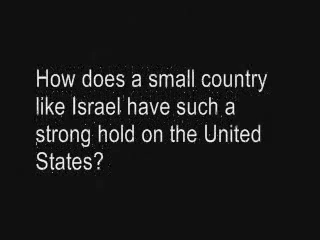 How does a small country
like Israel have such a
strong hold on the United
States?